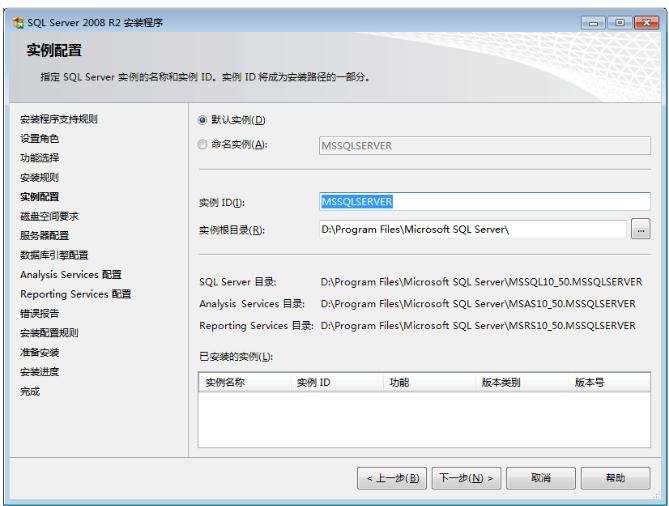 SQL Server 2008 R2 安装程序
实例配置
指定 SQL Server 实例的名称和实例 ID。实例 ID 将成为安装路径的一部分。
安装程序支持规则
设置角色
功能选择
安装规则
实例配置
磁盘空间要求
服务器配置
数据库引擎配置
Analysis Services 配置
Reporting Services 配置
错误报告
安装配置规则
准备安装
安装进度
完成
默认实例(D)
命名实例(A): MSSQLSERVER
实例 ID(I): MSSQLSERVER
实例根目录(R): D:\Program Files\Microsoft SQL Server\ ...
SQL Server 目录: D:\Program Files\Microsoft SQL Server\MSSQL10_50.MSSQLSERVER
Analysis Services 目录: D:\Program Files\Microsoft SQL Server\MSAS10_50.MSSQLSERVER
Reporting Services 目录: D:\Program Files\Microsoft SQL Server\MSRS10_50.MSSQLSERVER
已安装的实例(L):
实例名称 实例 ID 功能 版本类别 版本号
< 上一步(B) 下一步(N) > 取消 帮助